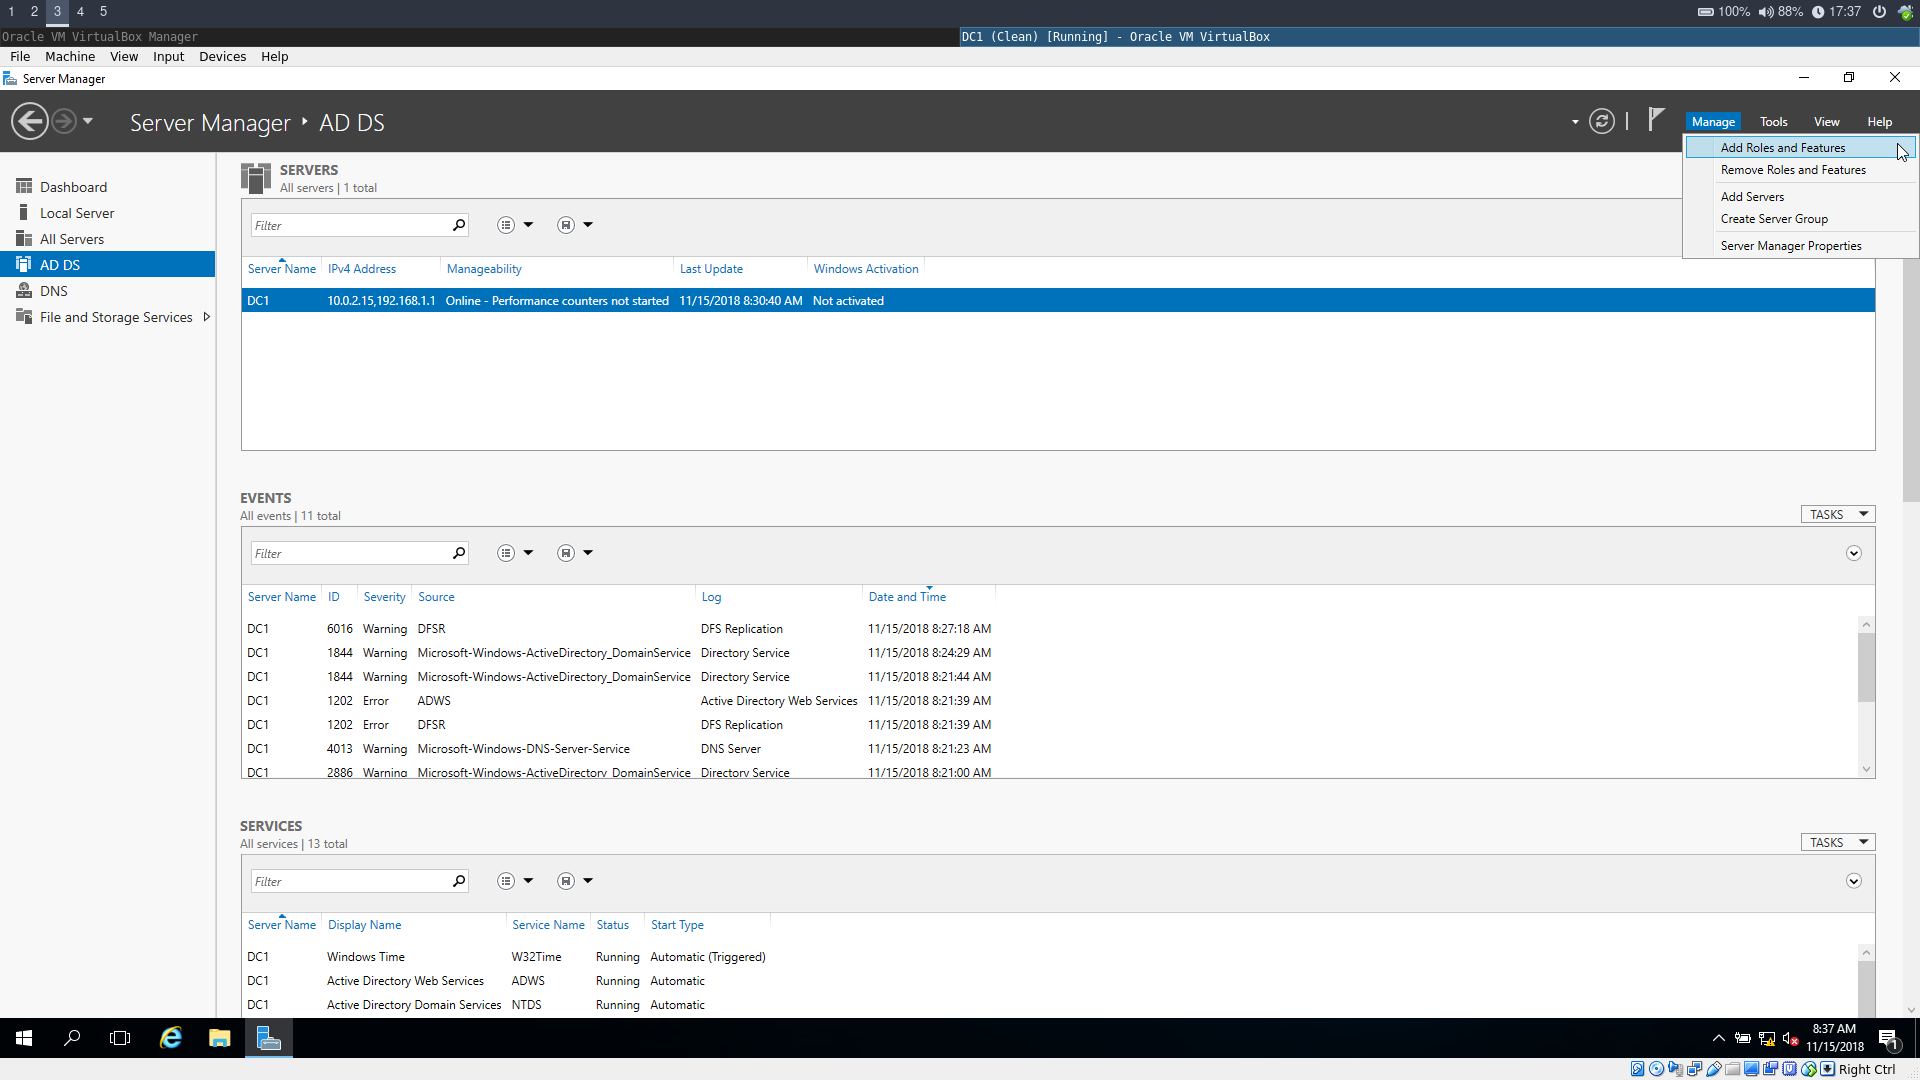 1 2 3 4 5
100% 88% 17:37
Oracle VM VirtualBox Manager
DC1 (Clean) [Running] - Oracle VM VirtualBox
File Machine View Input Devices Help
Server Manager
Server Manager AD DS
Manage Tools View Help
Add Roles and Features
Remove Roles and Features
Add Servers
Create Server Group
Server Manager Properties
Dashboard
Local Server
All Servers
AD DS
DNS
File and Storage Services
SERVERS
All servers | 1 total
Filter
Server Name IPv4 Address Manageability Last Update Windows Activation
DC1 10.0.2.15,192.168.1.1 Online - Performance counters not started 11/15/2018 8:30:40 AM Not activated
EVENTS
All events | 11 total
TASKS
Filter
Server Name ID Severity Source Log Date and Time
DC1 6016 Warning DFSR DFS Replication 11/15/2018 8:27:18 AM
DC1 1844 Warning Microsoft-Windows-ActiveDirectory_DomainService Directory Service 11/15/2018 8:24:29 AM
DC1 1844 Warning Microsoft-Windows-ActiveDirectory_DomainService Directory Service 11/15/2018 8:21:44 AM
DC1 1202 Error ADWS Active Directory Web Services 11/15/2018 8:21:39 AM
DC1 1202 Error DFSR DFS Replication 11/15/2018 8:21:39 AM
DC1 4013 Warning Microsoft-Windows-DNS-Server-Service DNS Server 11/15/2018 8:21:23 AM
DC1 2886 Warning Microsoft-Windows-ActiveDirectory_DomainService Directory Service 11/15/2018 8:21:00 AM
SERVICES
All services | 13 total
TASKS
Filter
Server Name Display Name Service Name Status Start Type
DC1 Windows Time W32Time Running Automatic (Triggered)
DC1 Active Directory Web Services ADWS Running Automatic
DC1 Active Directory Domain Services NTDS Running Automatic
8:37 AM
11/15/2018
1
Right Ctrl